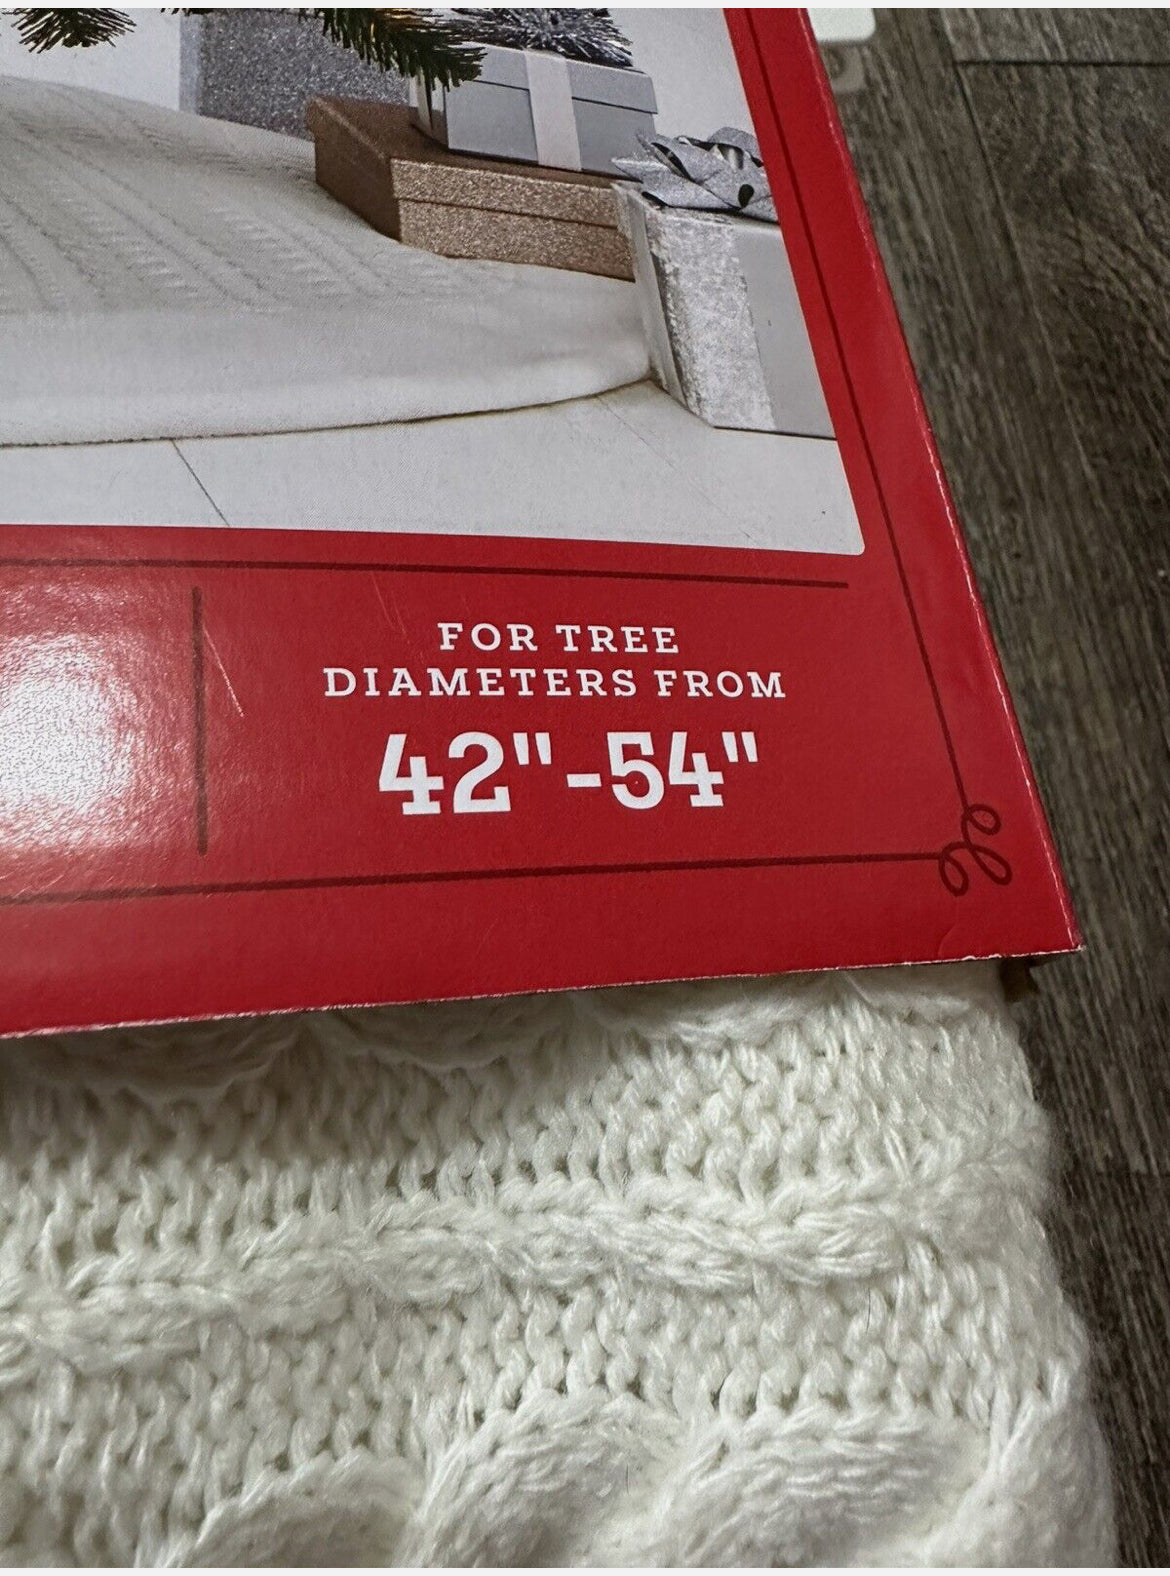 FOR TREE
DIAMETERS FROM
42"-54"